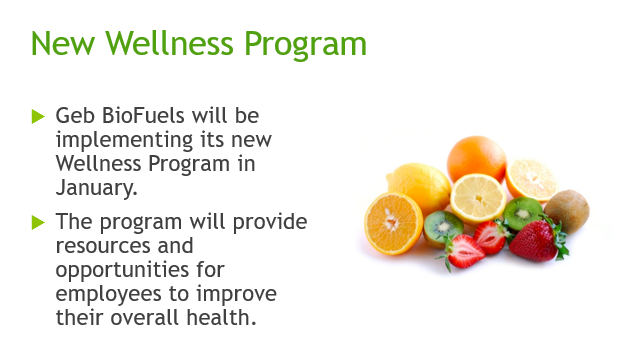 New Wellness Program
Geb BioFuels will be
implementing its new
Wellness Program in
January.
The program will provide
resources and
opportunities for
employees to improve
their overall health.